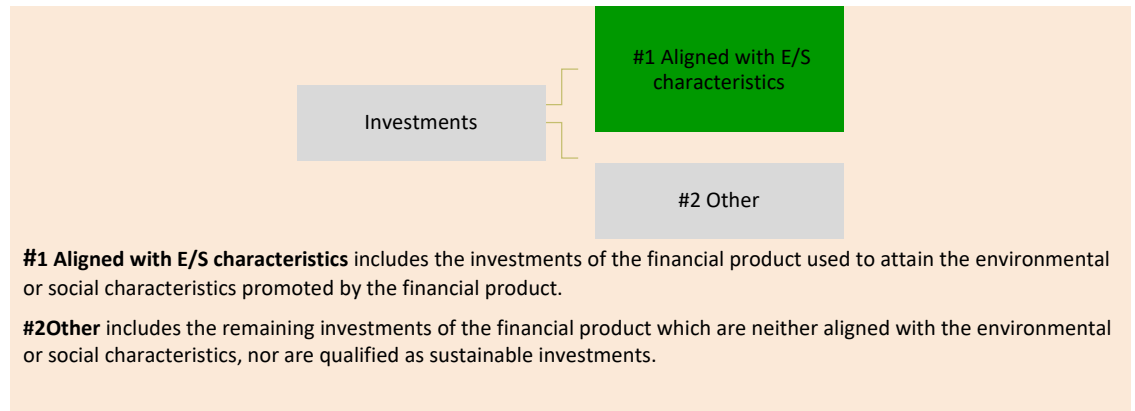 #1 Aligned with E/S
characteristics
Investments
#2 Other
#1 Aligned with E/S characteristics includes the investments of the financial product used to attain the environmental
or social characteristics promoted by the financial product.
#2Other includes the remaining investments of the financial product which are neither aligned with the environmental
or social characteristics, nor are qualified as sustainable investments.